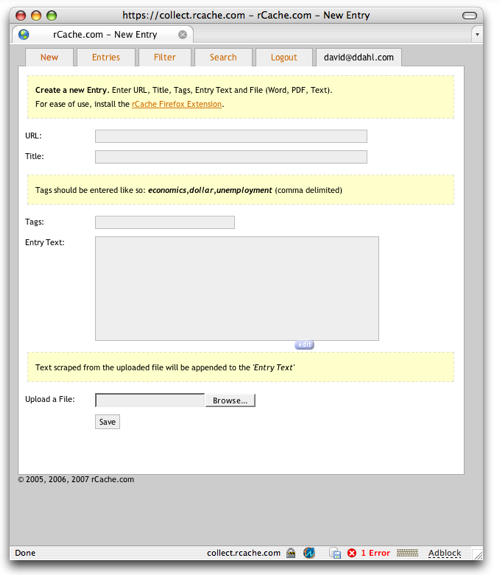 https://collect.rcache.com – rCache.com – New Entry
rCache.com – New Entry
New Entries Filter Search Logout david@ddahl.com
Create a new Entry. Enter URL, Title, Tags, Entry Text and File (Word, PDF, Text).
For ease of use, install the rCache Firefox Extension.
URL:
Title:
Tags should be entered like so: economics,dollar,unemployment (comma delimited)
Tags:
Entry Text:
edit
Text scraped from the uploaded file will be appended to the 'Entry Text'
Upload a File: Browse...
Save
© 2005, 2006, 2007 rCache.com
Done collect.rcache.com 1 Error Adblock